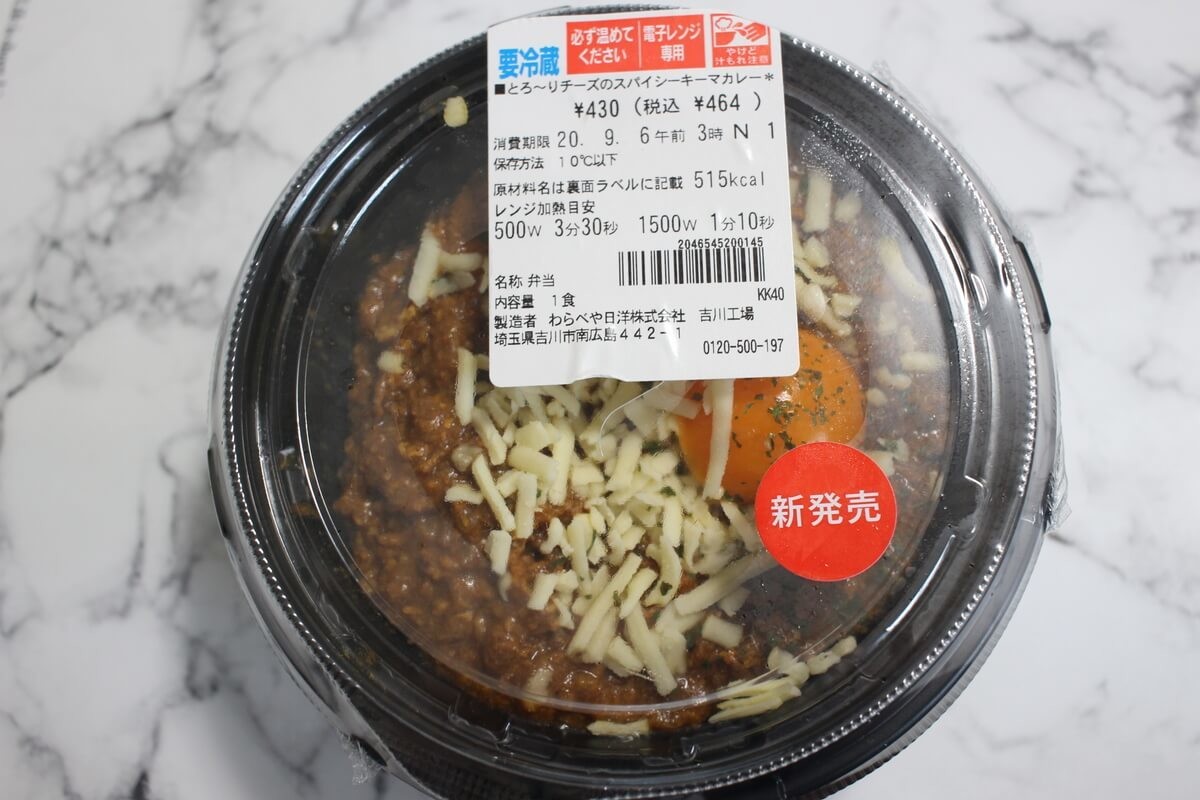 要冷蔵
必ず温めて
ください
電子レンジ
専用
やけど
汁もれ注意
■とろ～りチーズのスパイシーキーマカレー*
¥430 (税込 ¥464 )
消費期限 20. 9. 6午前 3時 N 1
保存方法 10℃以下
原材料名は裏面ラベルに記載 515kcal
レンジ加熱目安
500W 3分30秒 1500W 1分10秒
2046545200145
名称 弁当
内容量 1食
KK40
製造者 わらべや日洋株式会社 吉川工場
埼玉県吉川市南広島442-1
0120-500-197
新発売